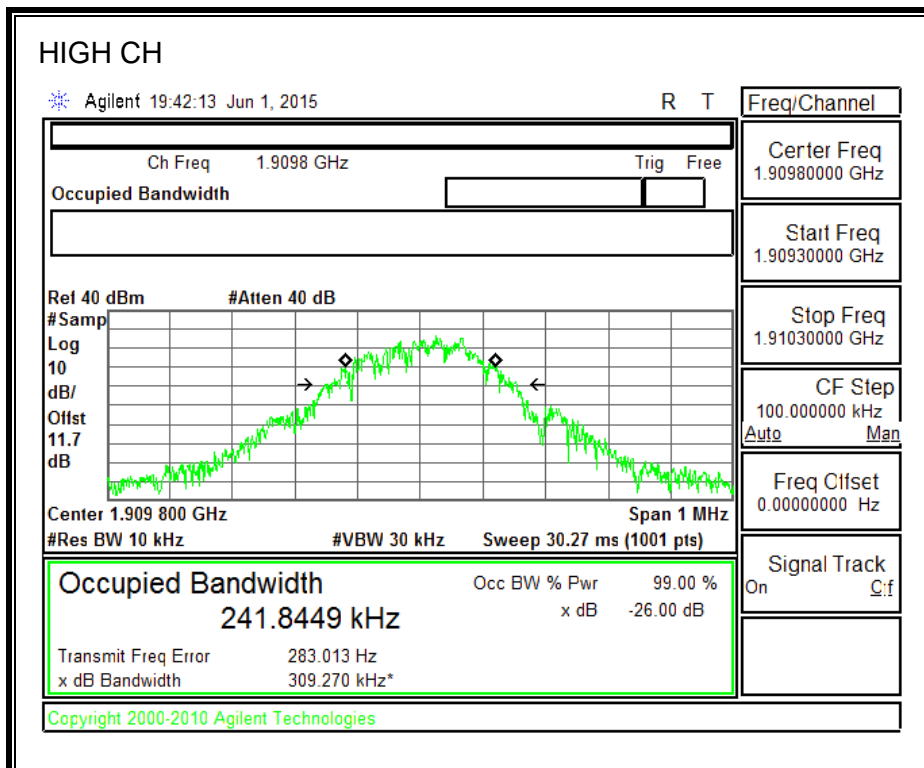 HIGH CH
Agilent 19:42:13 Jun 1, 2015 R T
Freq/Channel
Ch Freq 1.9098 GHz Trig Free
Occupied Bandwidth
Center Freq
1.90980000 GHz
Start Freq
1.90930000 GHz
Stop Freq
1.91030000 GHz
CF Step
100.000000 kHz
Auto Man
Freq Offset
0.00000000 Hz
Signal Track
On Off
Ref 40 dBm #Atten 40 dB
#Samp
Log
10
dB/
Offst
11.7
dB
Center 1.909 800 GHz Span 1 MHz
#Res BW 10 kHz #VBW 30 kHz Sweep 30.27 ms (1001 pts)
Occupied Bandwidth Occ BW % Pwr 99.00 %
241.8449 kHz x dB -26.00 dB
Transmit Freq Error 283.013 Hz
x dB Bandwidth 309.270 kHz*
Copyright 2000-2010 Agilent Technologies